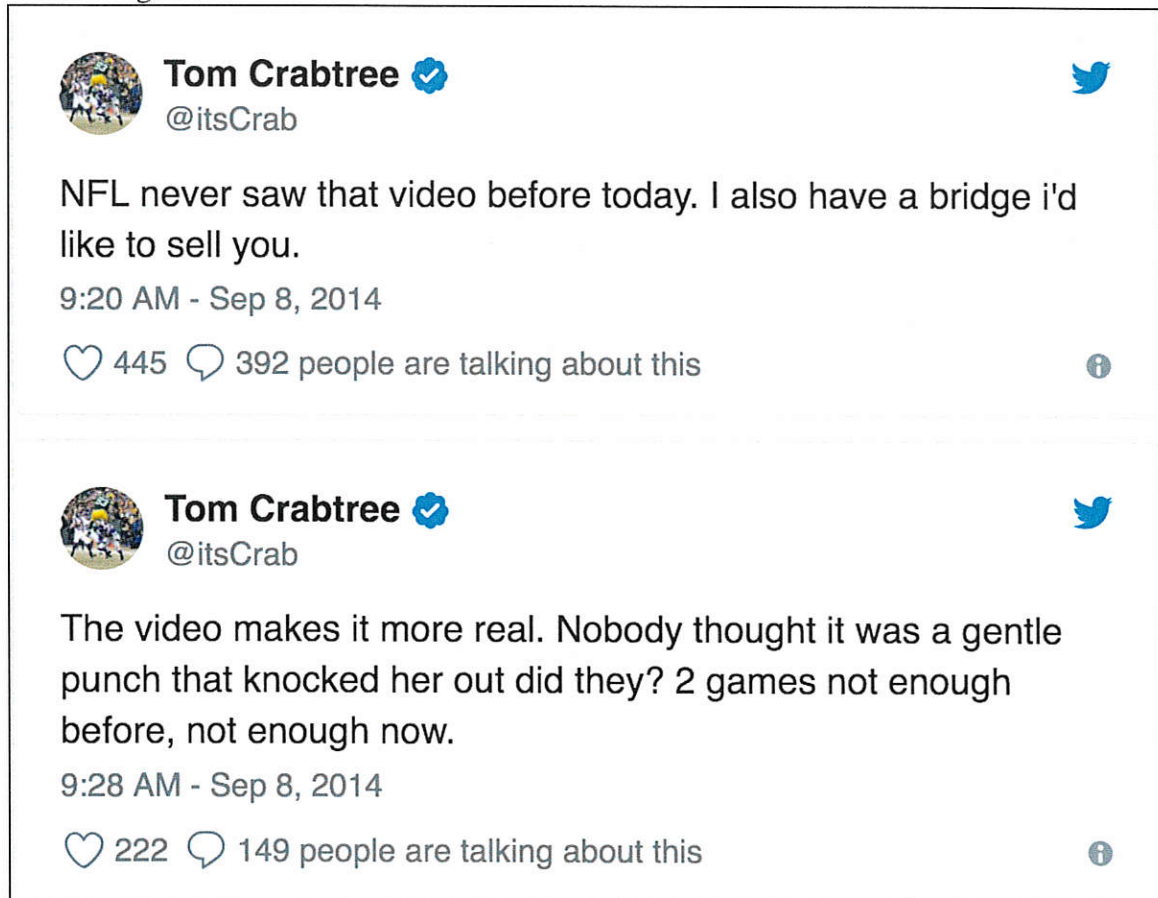 Tom Crabtree
@itsCrab
NFL never saw that video before today. I also have a bridge i'd
like to sell you.
9:20 AM - Sep 8, 2014
445 392 people are talking about this
Tom Crabtree
@itsCrab
The video makes it more real. Nobody thought it was a gentle
punch that knocked her out did they? 2 games not enough
before, not enough now.
9:28 AM - Sep 8, 2014
222 149 people are talking about this